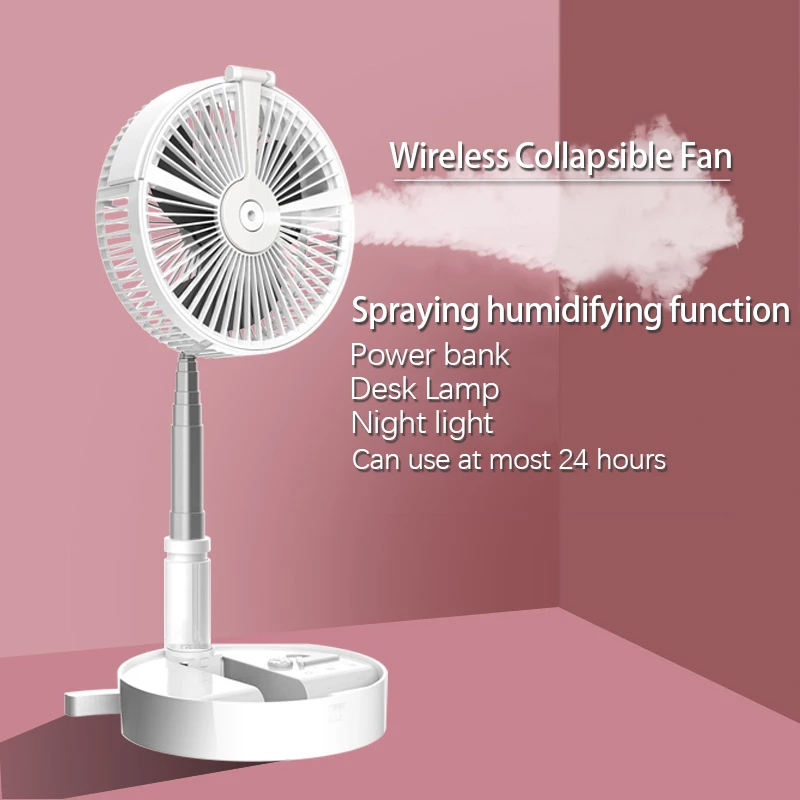 Wireless Collapsible Fan
Spraying humidifying function
Power bank
Desk Lamp
Night light
Can use at most 24 hours